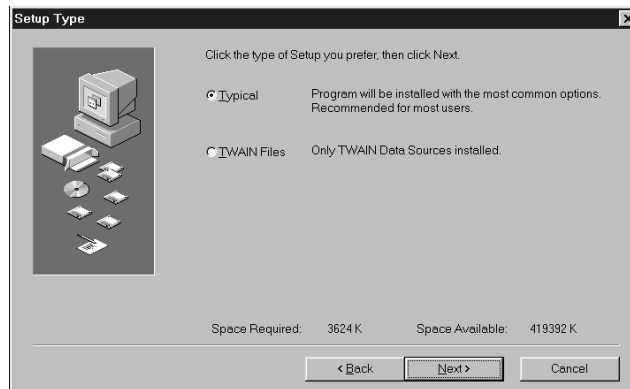 Setup Type
Click the type of Setup you prefer, then click Next.
Typical
Program will be installed with the most common options.
Recommended for most users.
TWAIN Files
Only TWAIN Data Sources installed.
Space Required: 3624 K Space Available: 419392 K
< Back Next > Cancel